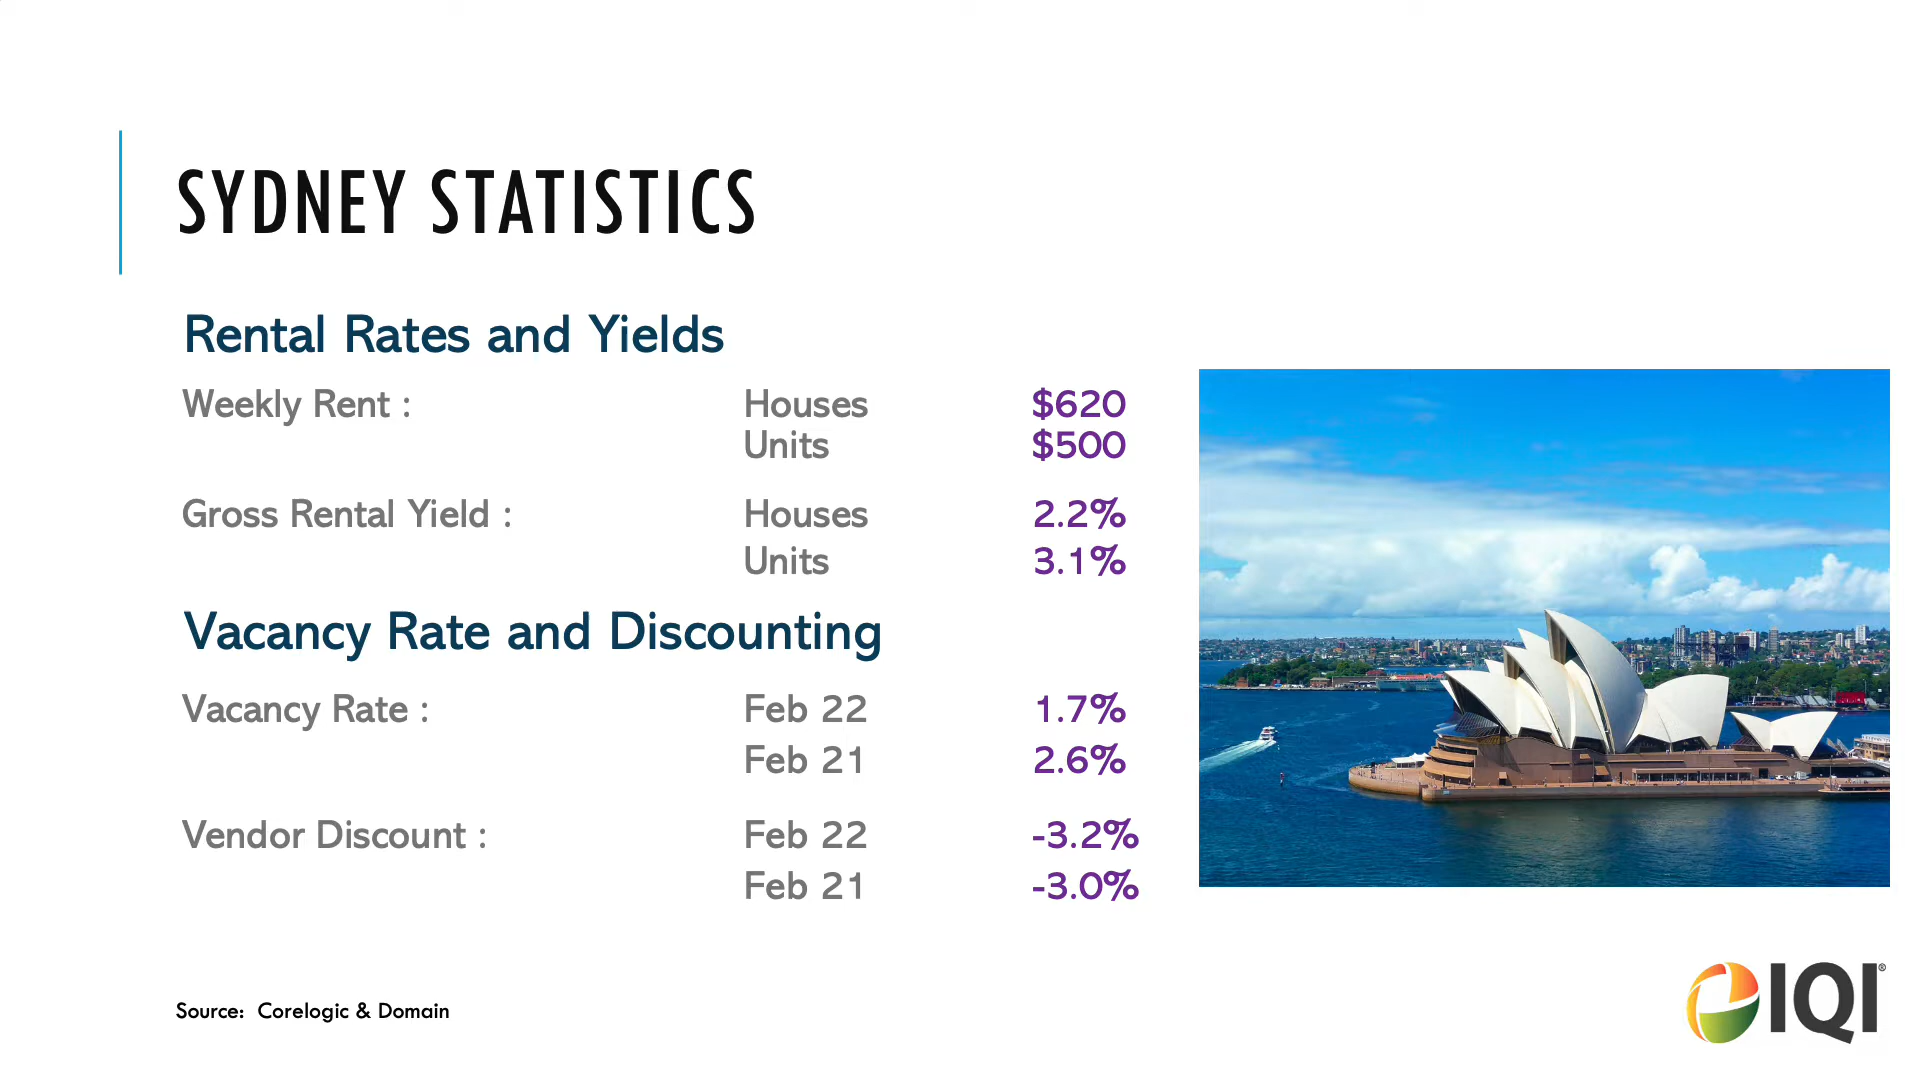 SYDNEY STATISTICS
Rental Rates and Yields
Weekly Rent : Houses $620
Units $500
Gross Rental Yield : Houses 2.2%
Units 3.1%
Vacancy Rate and Discounting
Vacancy Rate : Feb 22 1.7%
Feb 21 2.6%
Vendor Discount : Feb 22 -3.2%
Feb 21 -3.0%
Source: Corelogic & Domain
IQI®